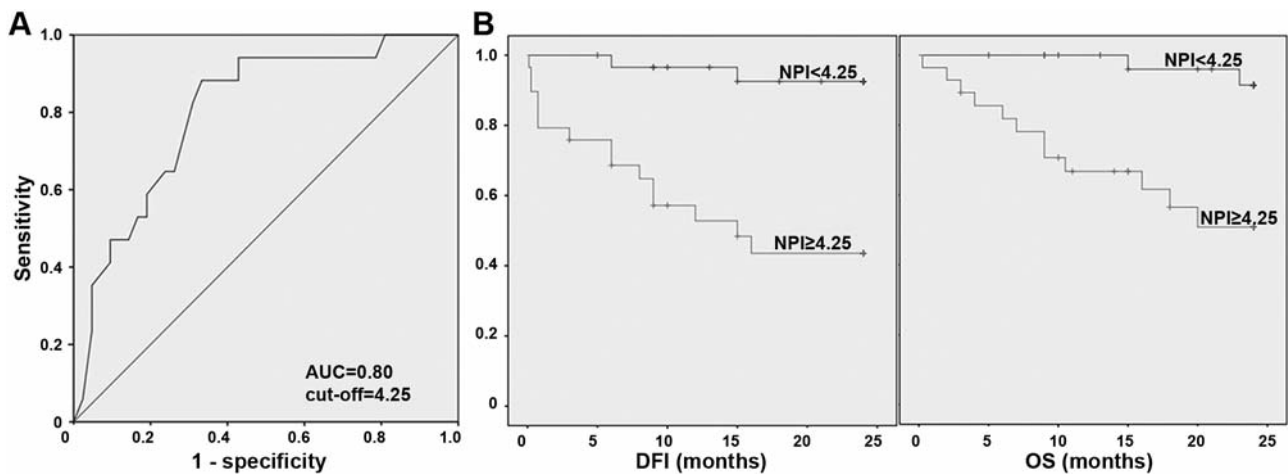 A
1.0
0.8
0.6
0.4
0.2
0
Sensitivity
AUC=0.80
cut-off=4.25
0 0.2 0.4 0.6 0.8 1.0
1 - specificity
B
1.0
0.8
0.6
0.4
0.2
0
NPI<4.25
NPI≥4.25
0 5 10 15 20 25
DFI (months)
NPI<4.25
NPI≥4.25
0 5 10 15 20 25
OS (months)